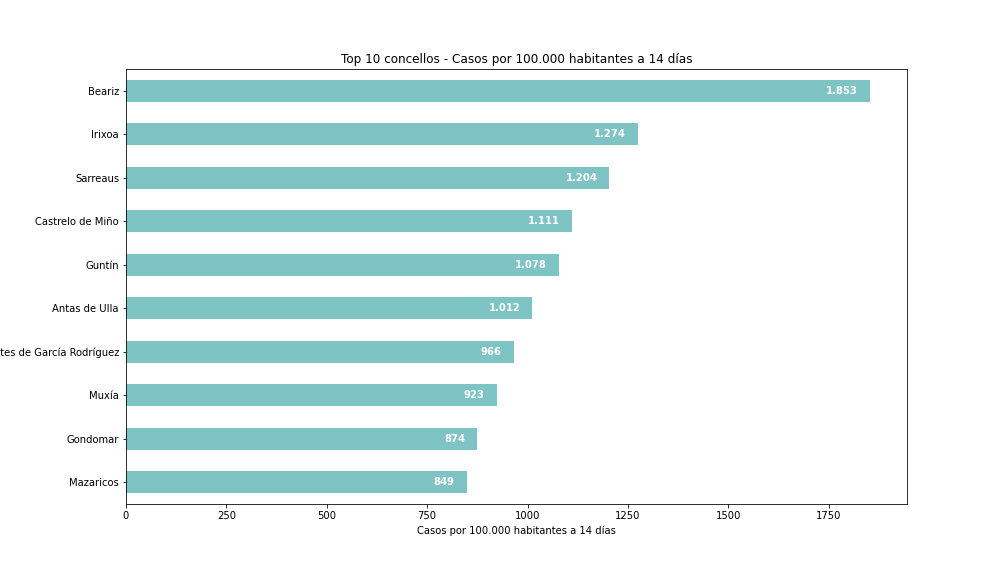 Top 10 concellos - Casos por 100.000 habitantes a 14 días
Beariz 1.853
Irixoa 1.274
Sarreaus 1.204
Castrelo de Miño 1.111
Guntín 1.078
Antas de Ulla 1.012
tes de García Rodríguez 966
Muxía 923
Gondomar 874
Mazaricos 849
0 250 500 750 1000 1250 1500 1750
Casos por 100.000 habitantes a 14 días